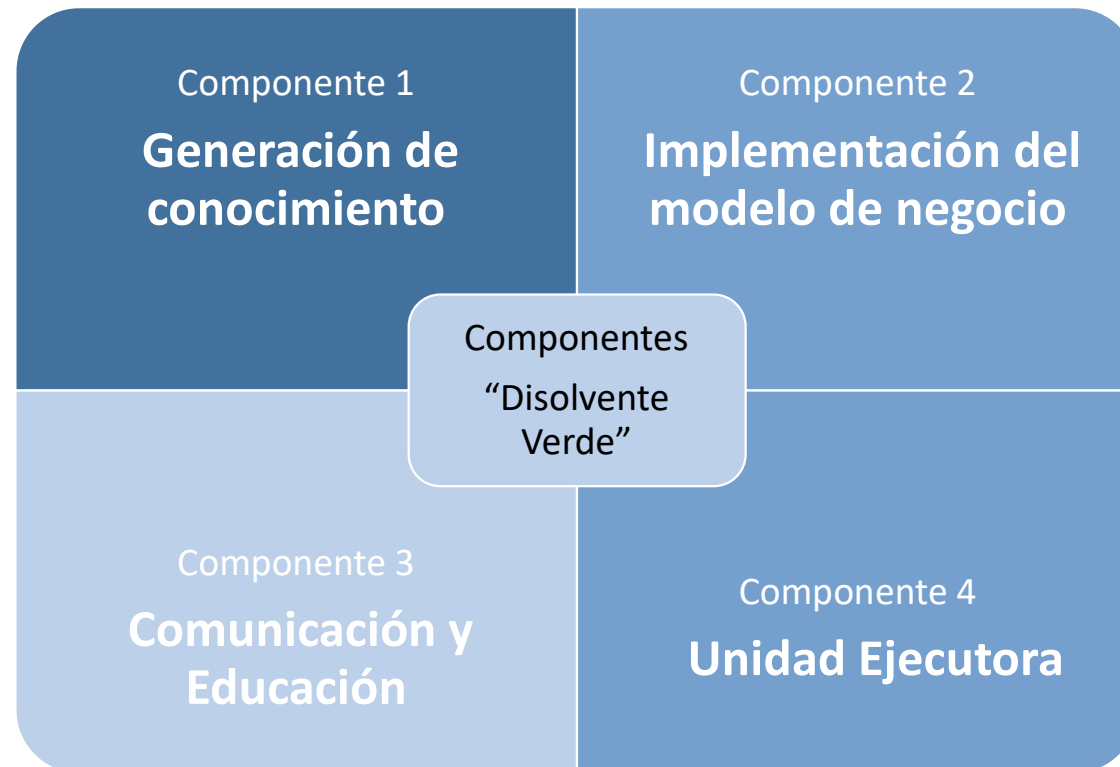 Componente 1
Generación de
conocimiento
Componente 2
Implementación del
modelo de negocio
Componentes
“Disolvente
Verde”
Componente 3
Comunicación y
Educación
Componente 4
Unidad Ejecutora